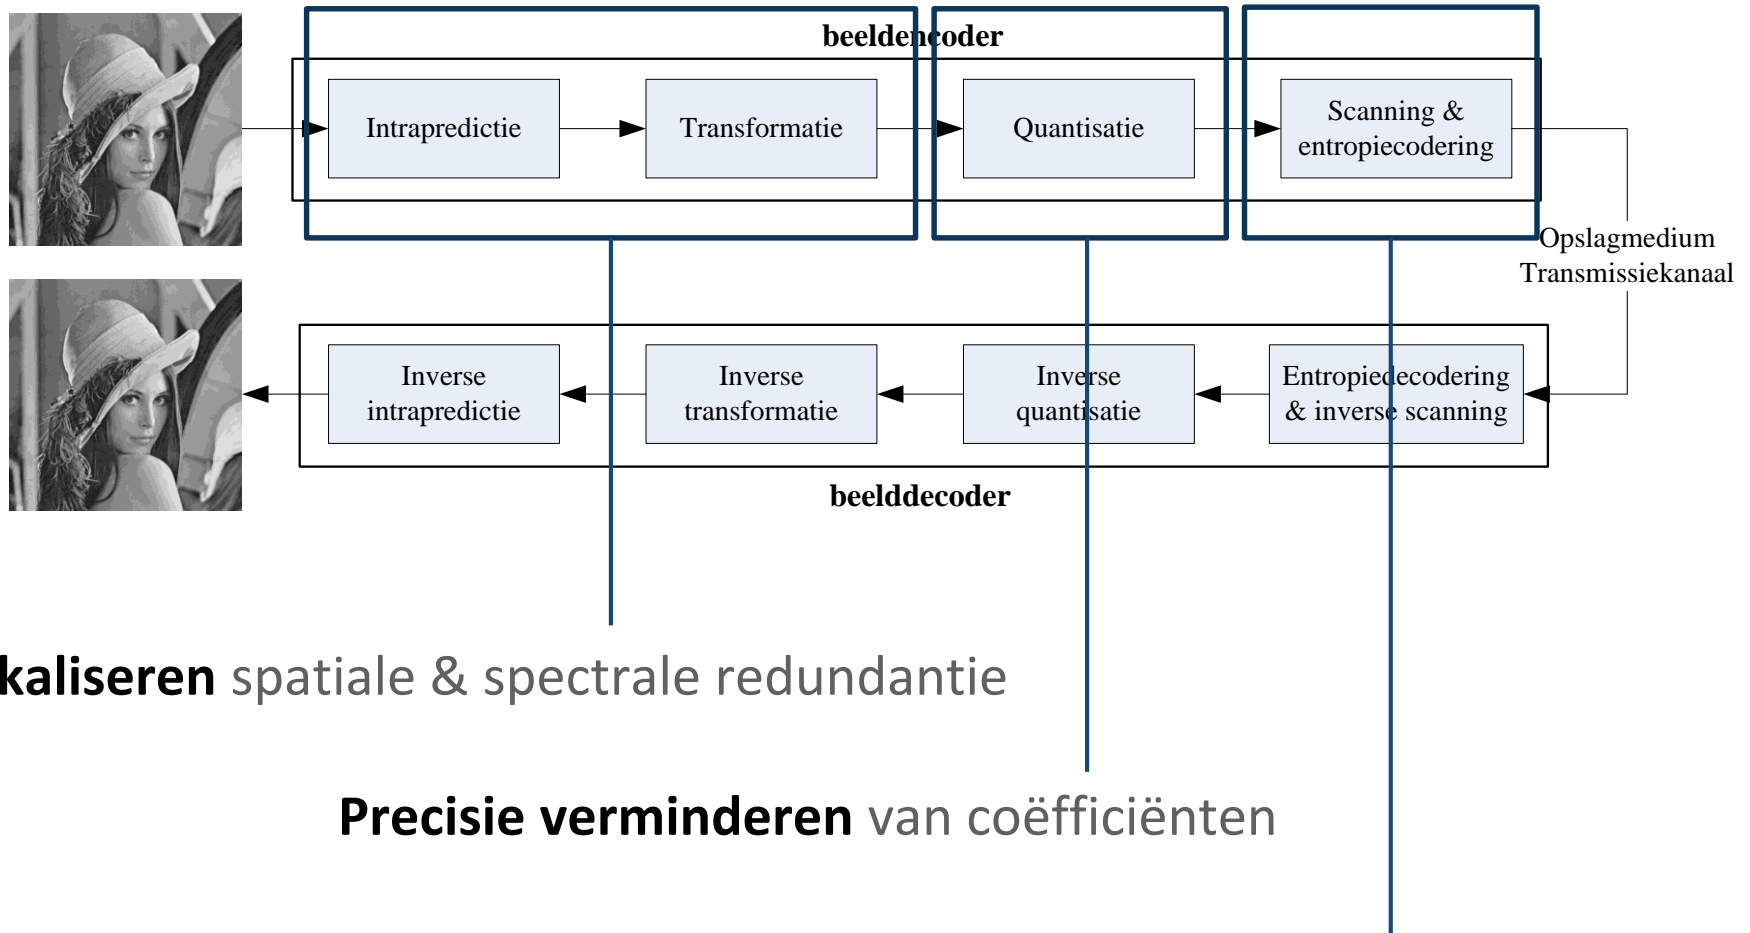 beeldencoder
Intrapredictie
Transformatie
Quantisatie
Scanning &
entropiecodering
Opslagmedium
Transmissiekanaal
Inverse
intrapredictie
Inverse
transformatie
Inverse
quantisatie
Entropiedecodering
& inverse scanning
beelddecoder
kaliseren spatiale & spectrale redundantie
Precisie verminderen van coëfficiënten